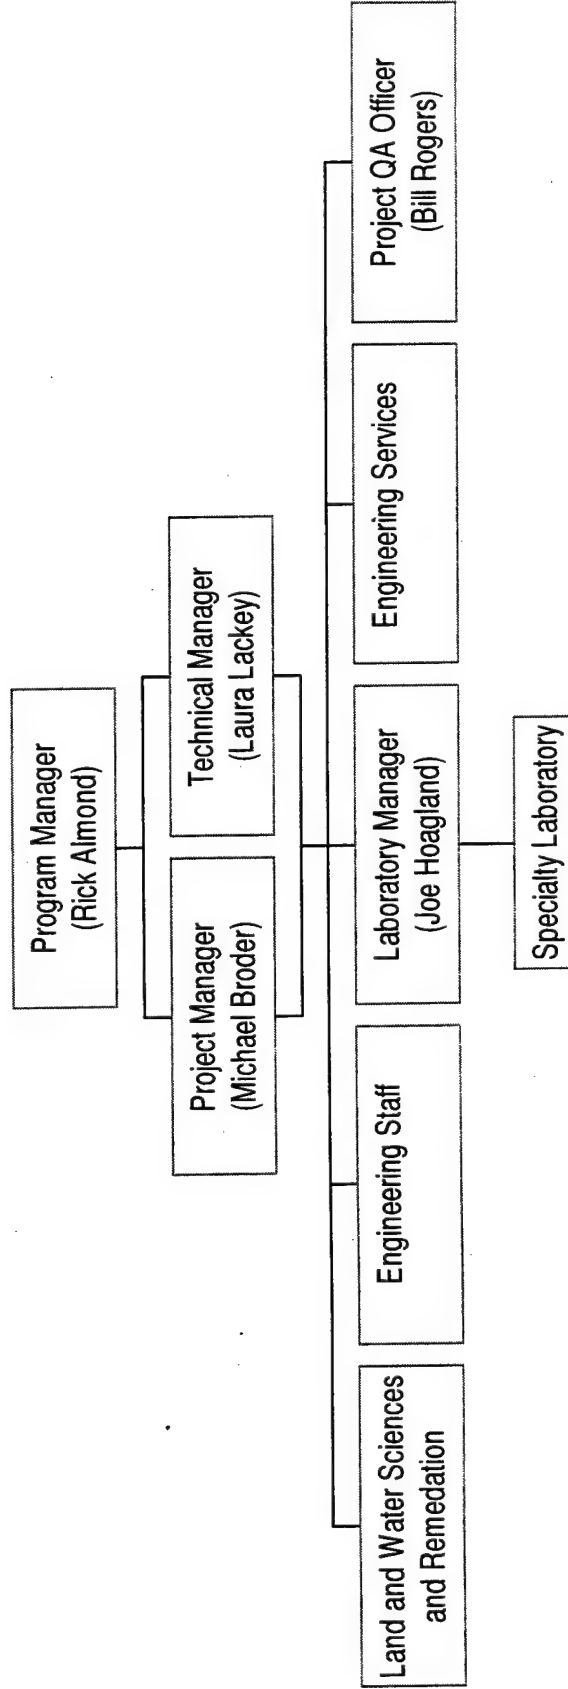 Program Manager
(Rick Almond)
Project Manager
(Michael Broder)
Technical Manager
(Laura Lackey)
Land and Water Sciences
and Remedation
Engineering Staff
Laboratory Manager
(Joe Hoagland)
Engineering Services
Project QA Officer
(Bill Rogers)
Specialty Laboratory